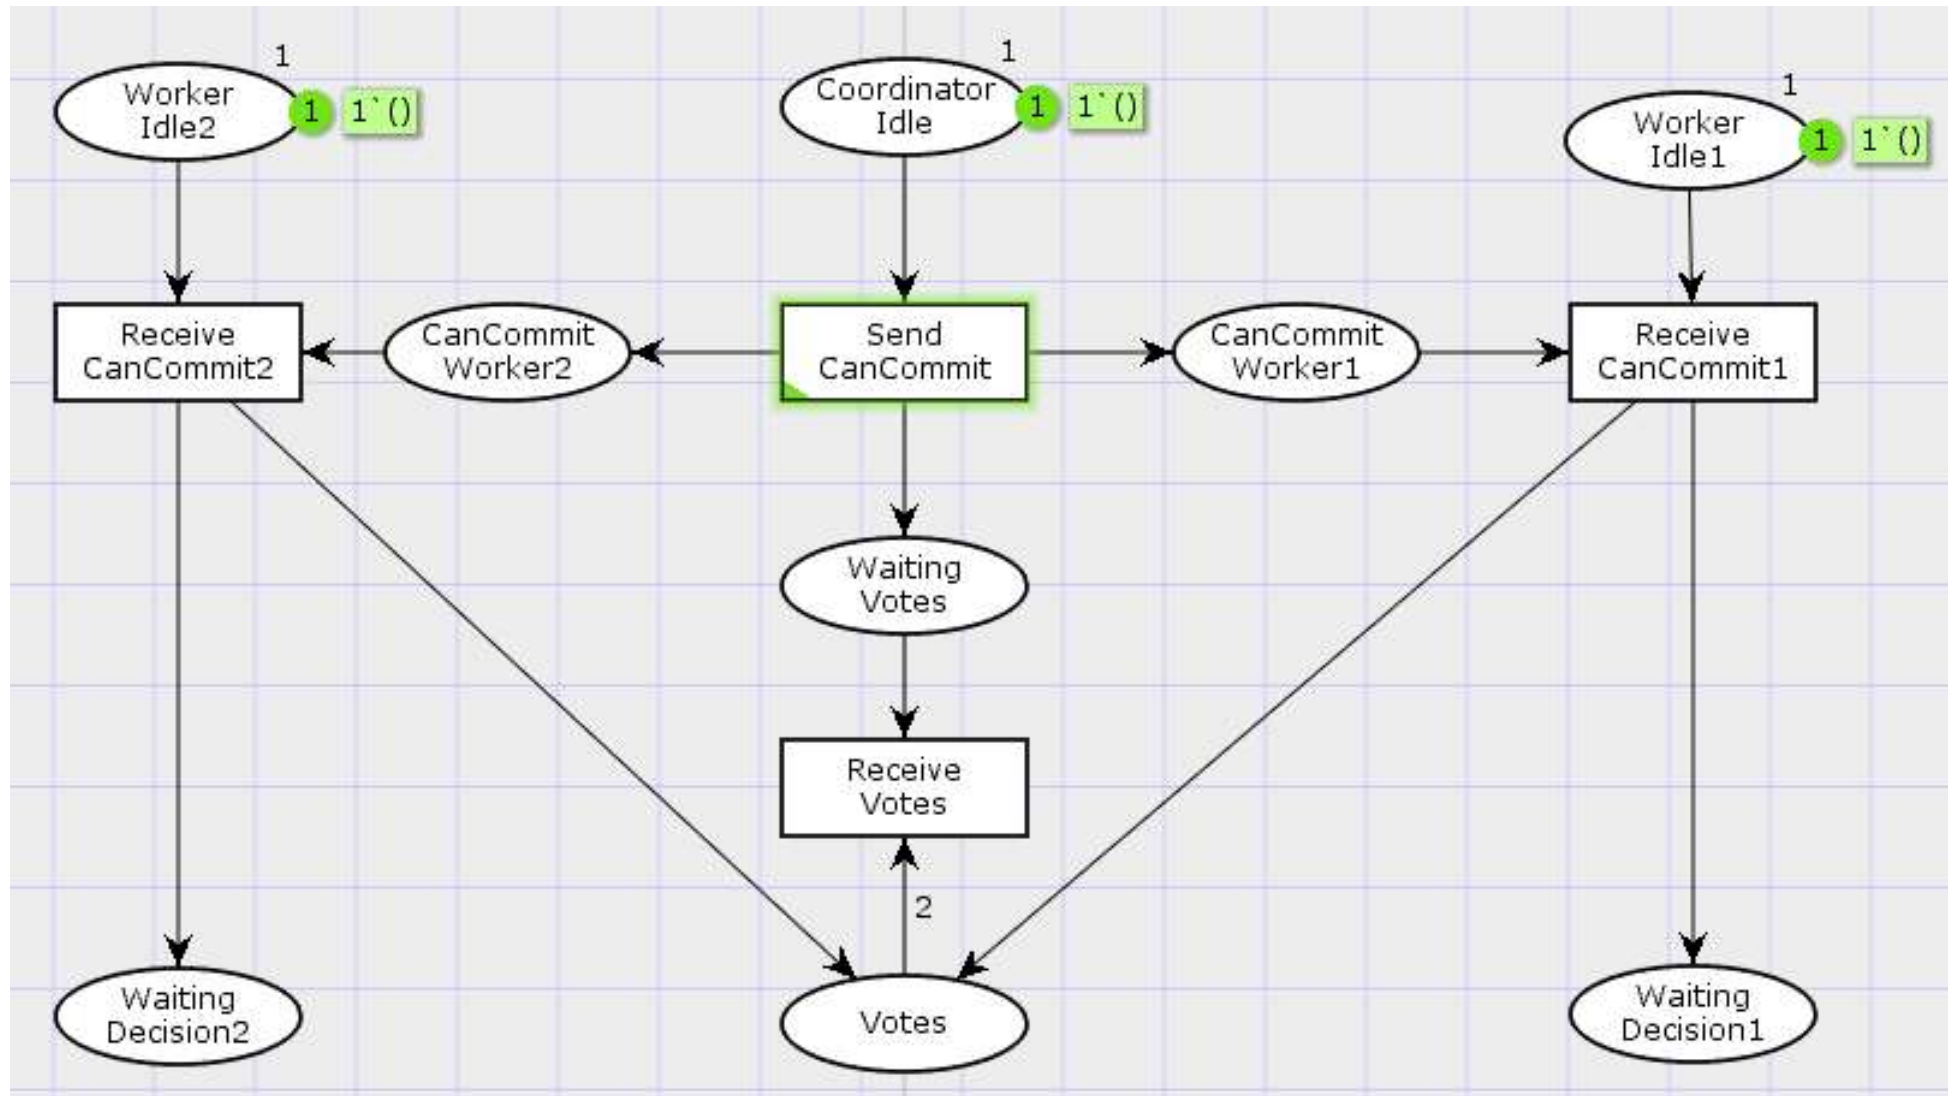 1
Worker
Idle2
1
1`()
1
Coordinator
Idle
1
1`()
1
Worker
Idle1
1
1`()
Receive
CanCommit2
CanCommit
Worker2
Send
CanCommit
CanCommit
Worker1
Receive
CanCommit1
Waiting
Votes
Receive
Votes
2
Waiting
Decision2
Votes
Waiting
Decision1